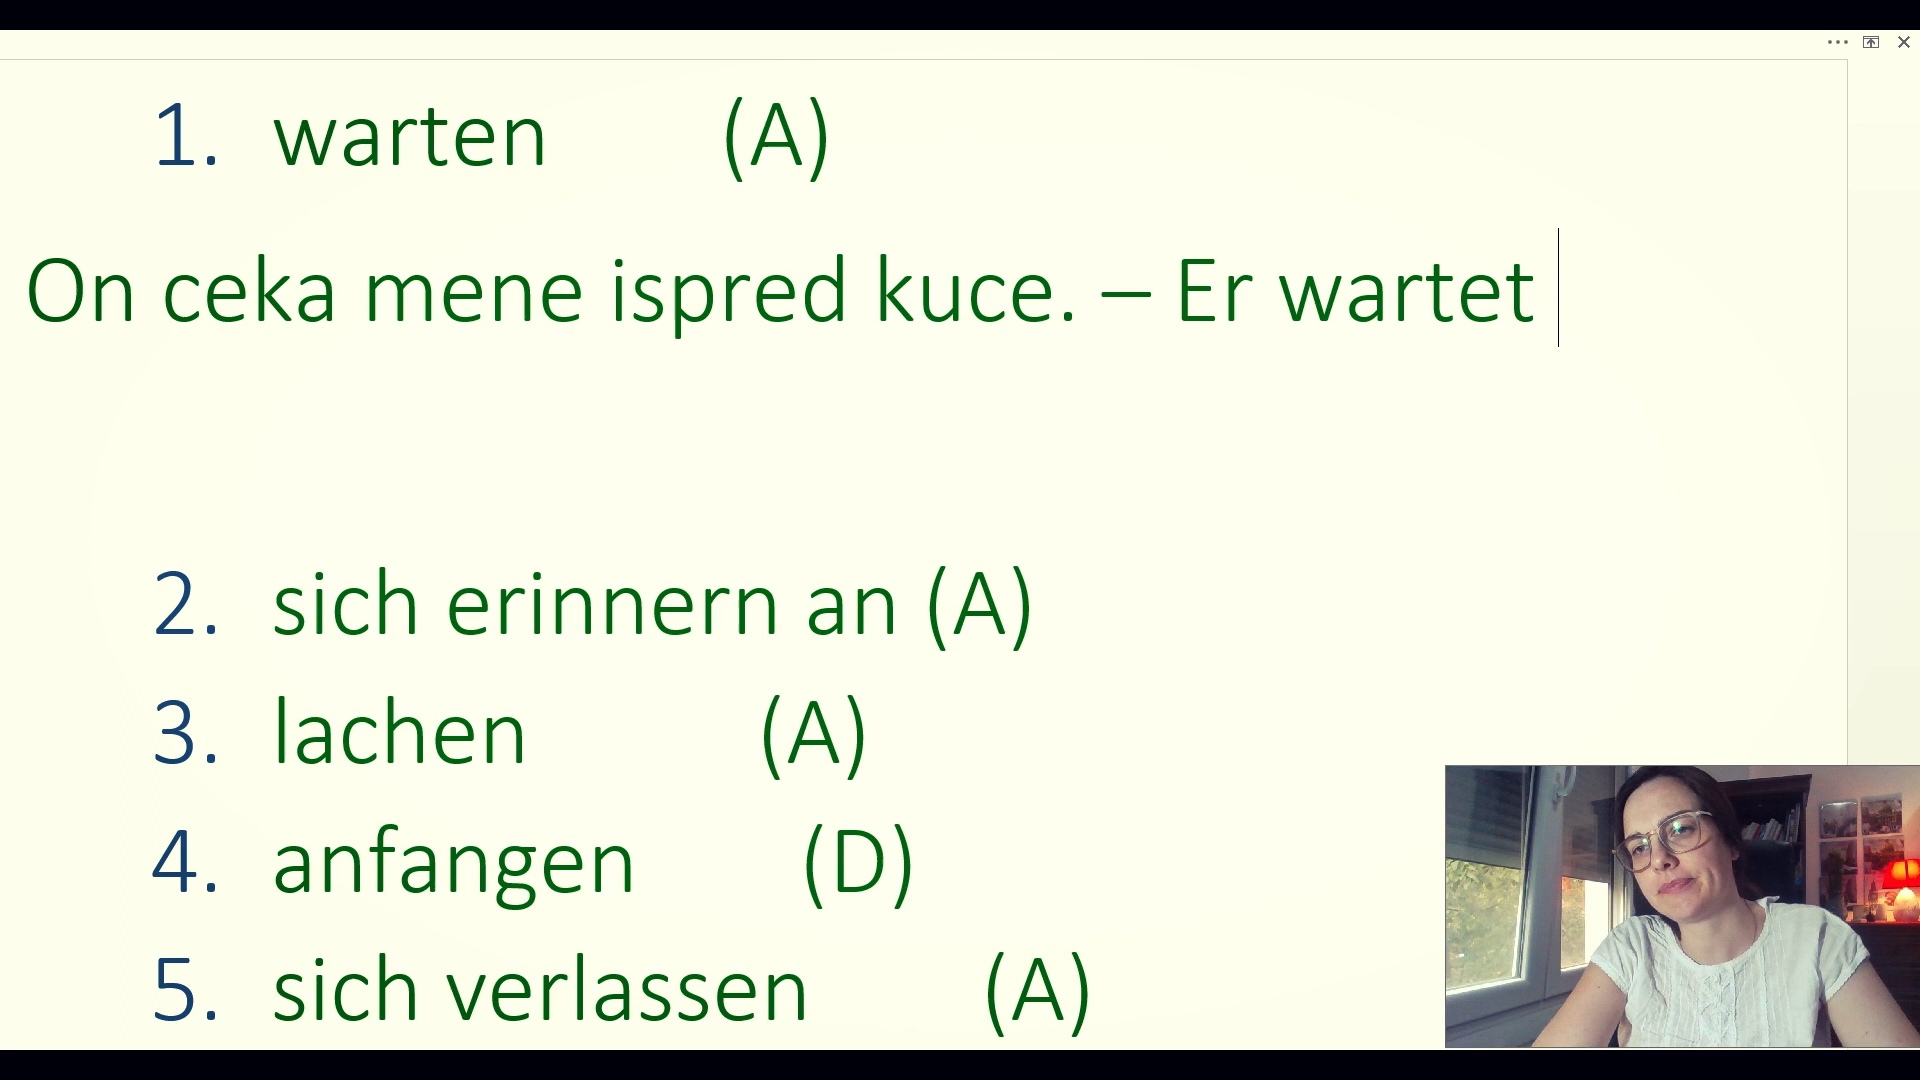 1. warten (A)
On ceka mene ispred kuce. – Er wartet
2. sich erinnern an (A)
3. lachen (A)
4. anfangen (D)
5. sich verlassen (A)